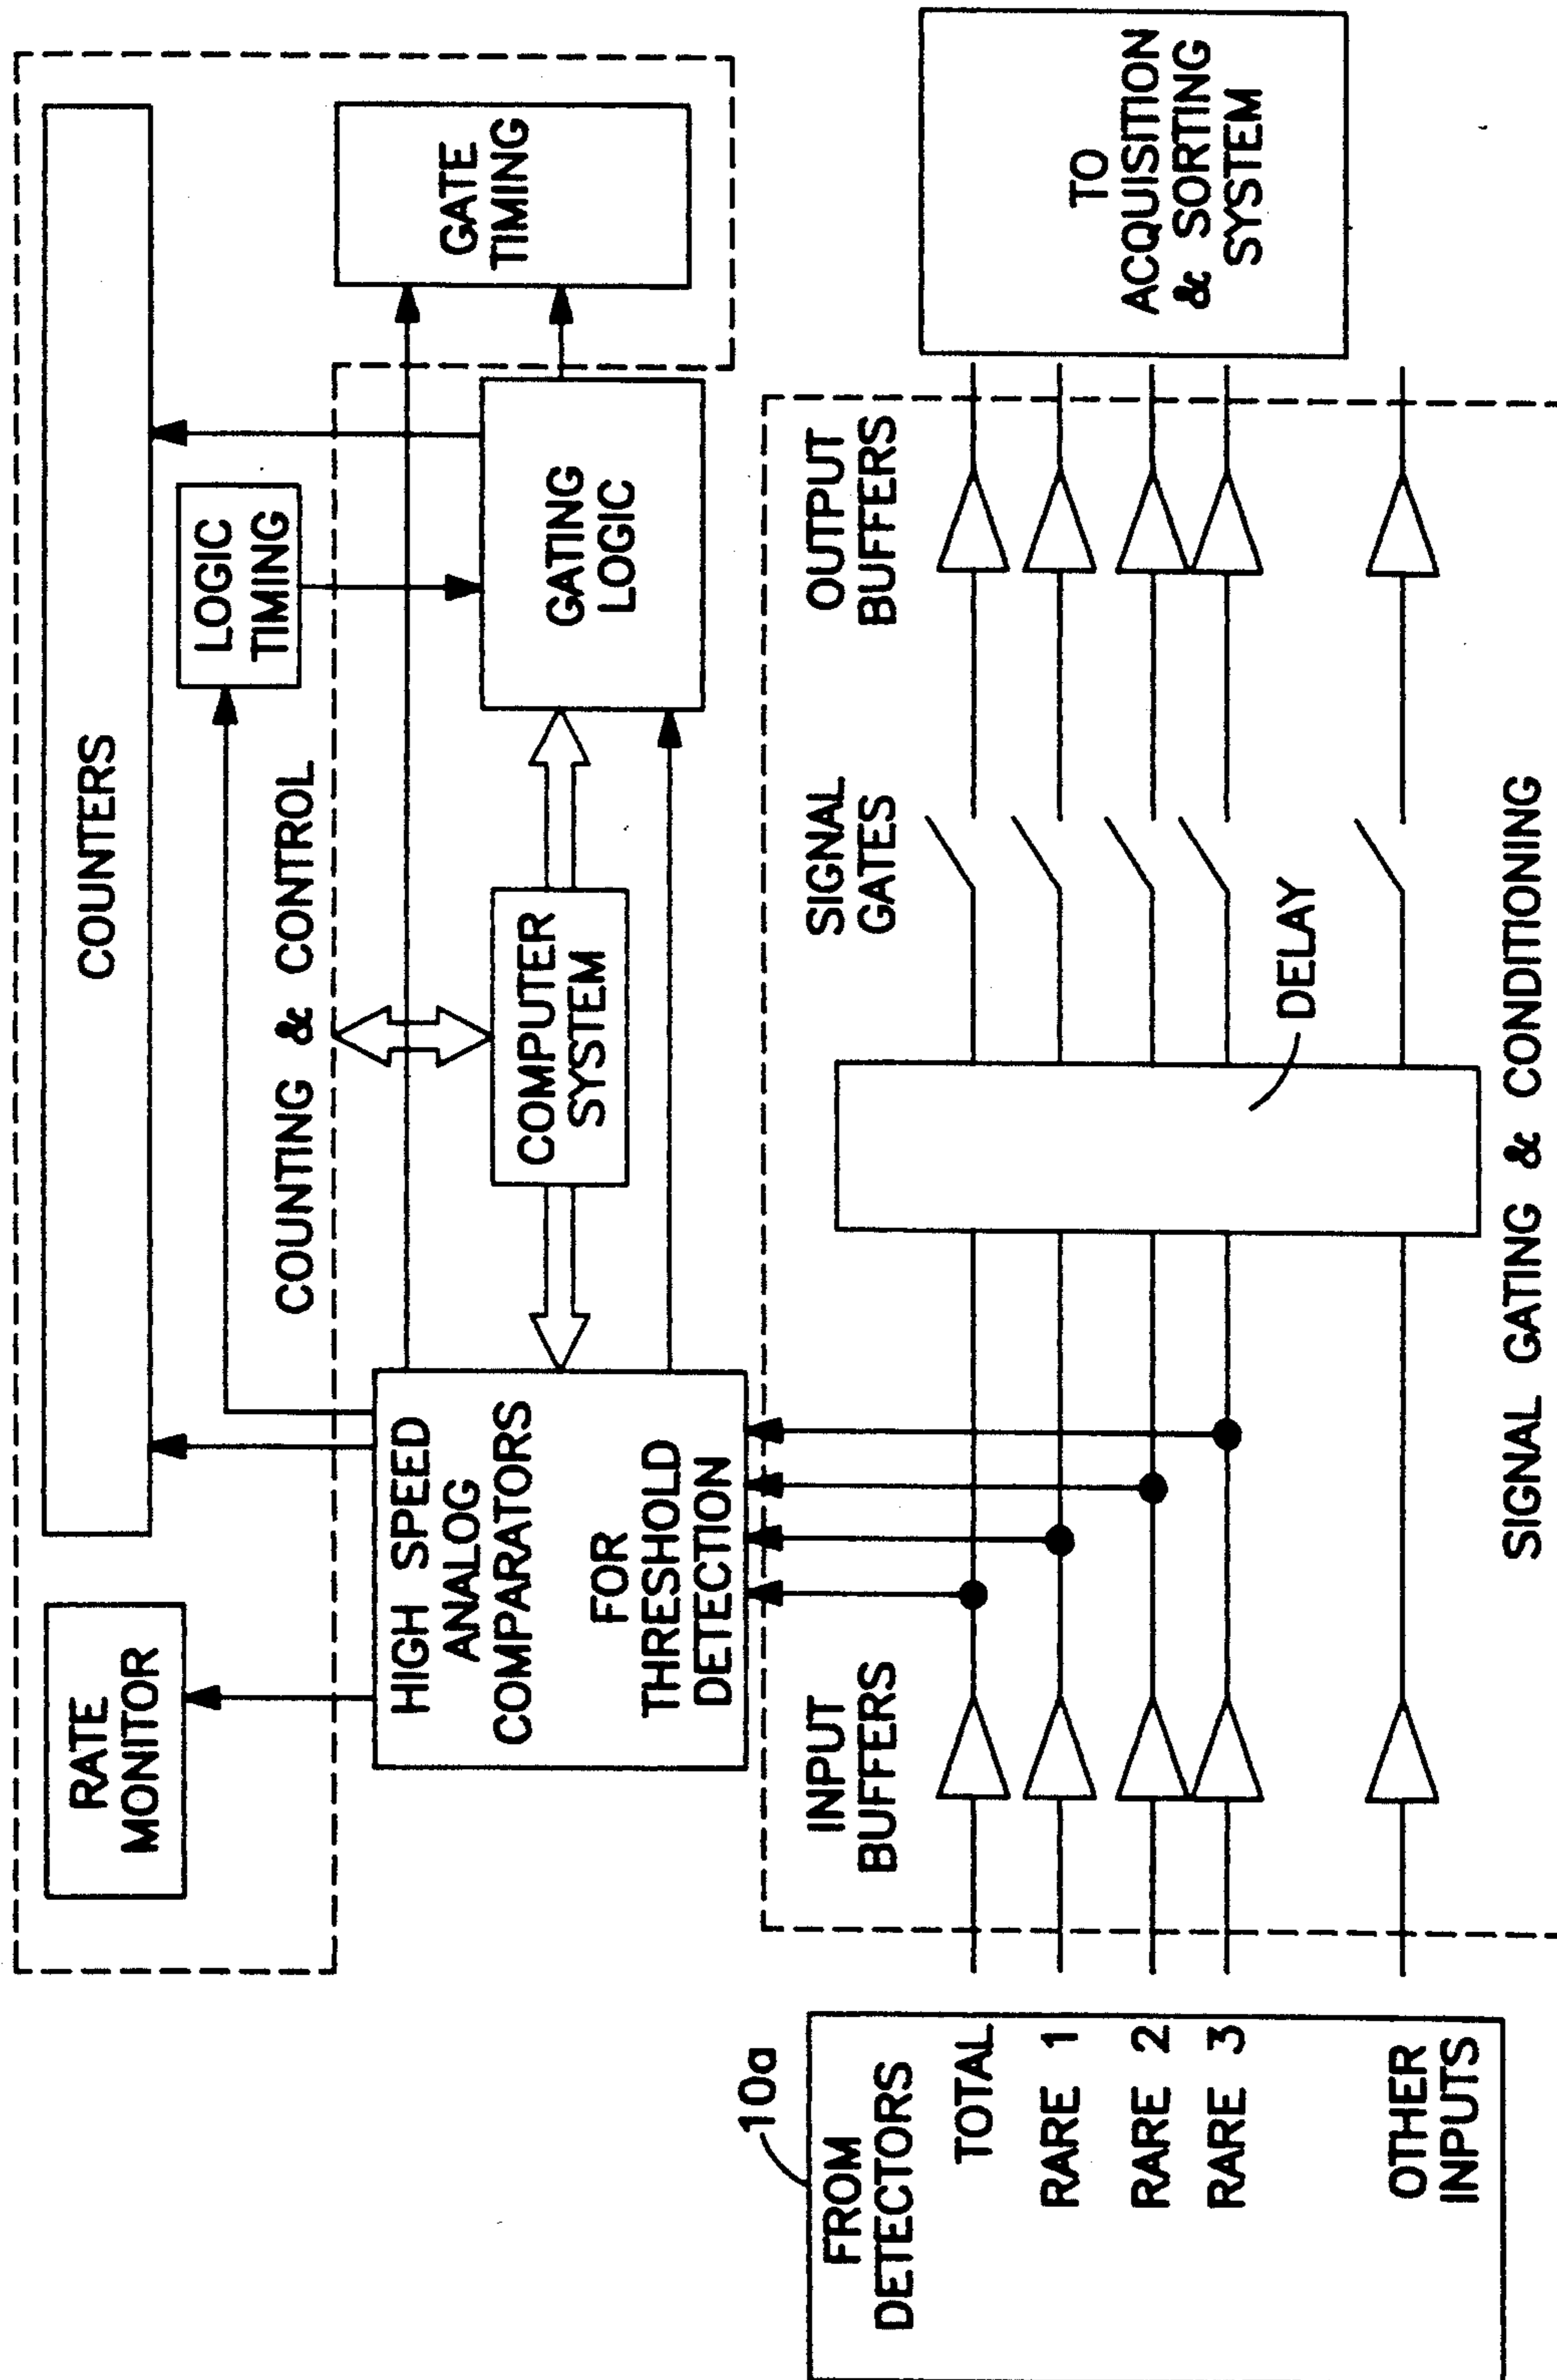 RATE
MONITOR
COUNTERS
LOGIC
TIMING
COUNTING & CONTROL
HIGH SPEED
ANALOG
COMPARATORS
FOR
THRESHOLD
DETECTION
COMPUTER
SYSTEM
GATING
LOGIC
GATE
TIMING
10a
FROM
DETECTORS
TOTAL
RARE 1
RARE 2
RARE 3
OTHER
INPUTS
INPUT
BUFFERS
DELAY
SIGNAL
GATES
OUTPUT
BUFFERS
TO
ACQUISITION
& SORTING
SYSTEM
SIGNAL GATING & CONDITIONING